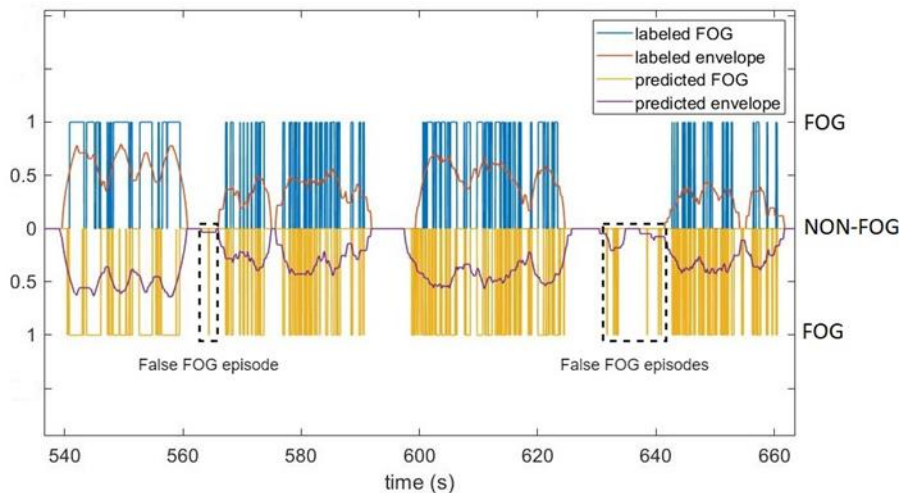 labeled FOG
labeled envelope
predicted FOG
predicted envelope
1 FOG
0.5
0 NON-FOG
0.5
1 FOG
False FOG episode False FOG episodes
540 560 580 600 620 640 660
time (s)